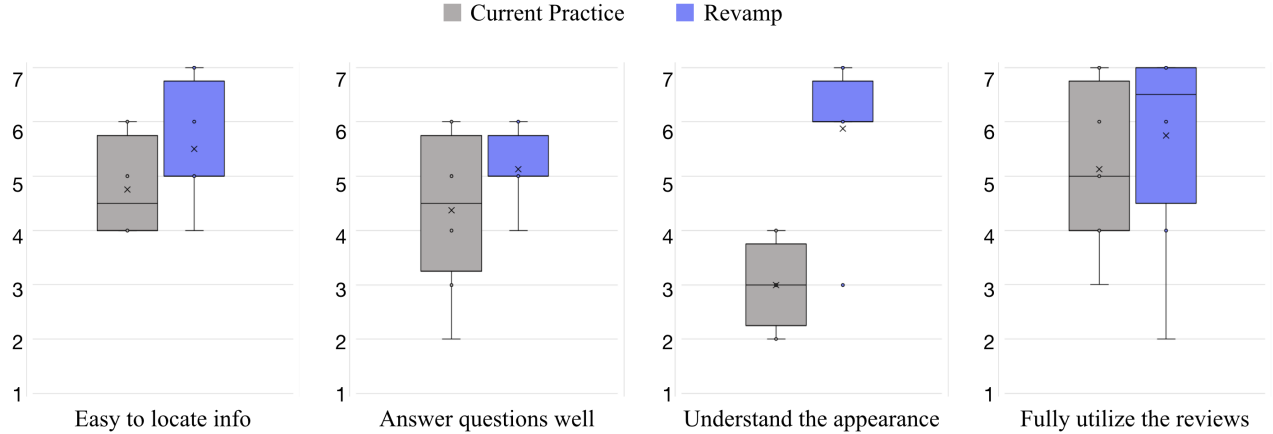 Current Practice Revamp
7 7 7 7
6 6 6 6
5 5 5 5
4 4 4 4
3 3 3 3
2 2 2 2
1 1 1 1
Easy to locate info Answer questions well Understand the appearance Fully utilize the reviews